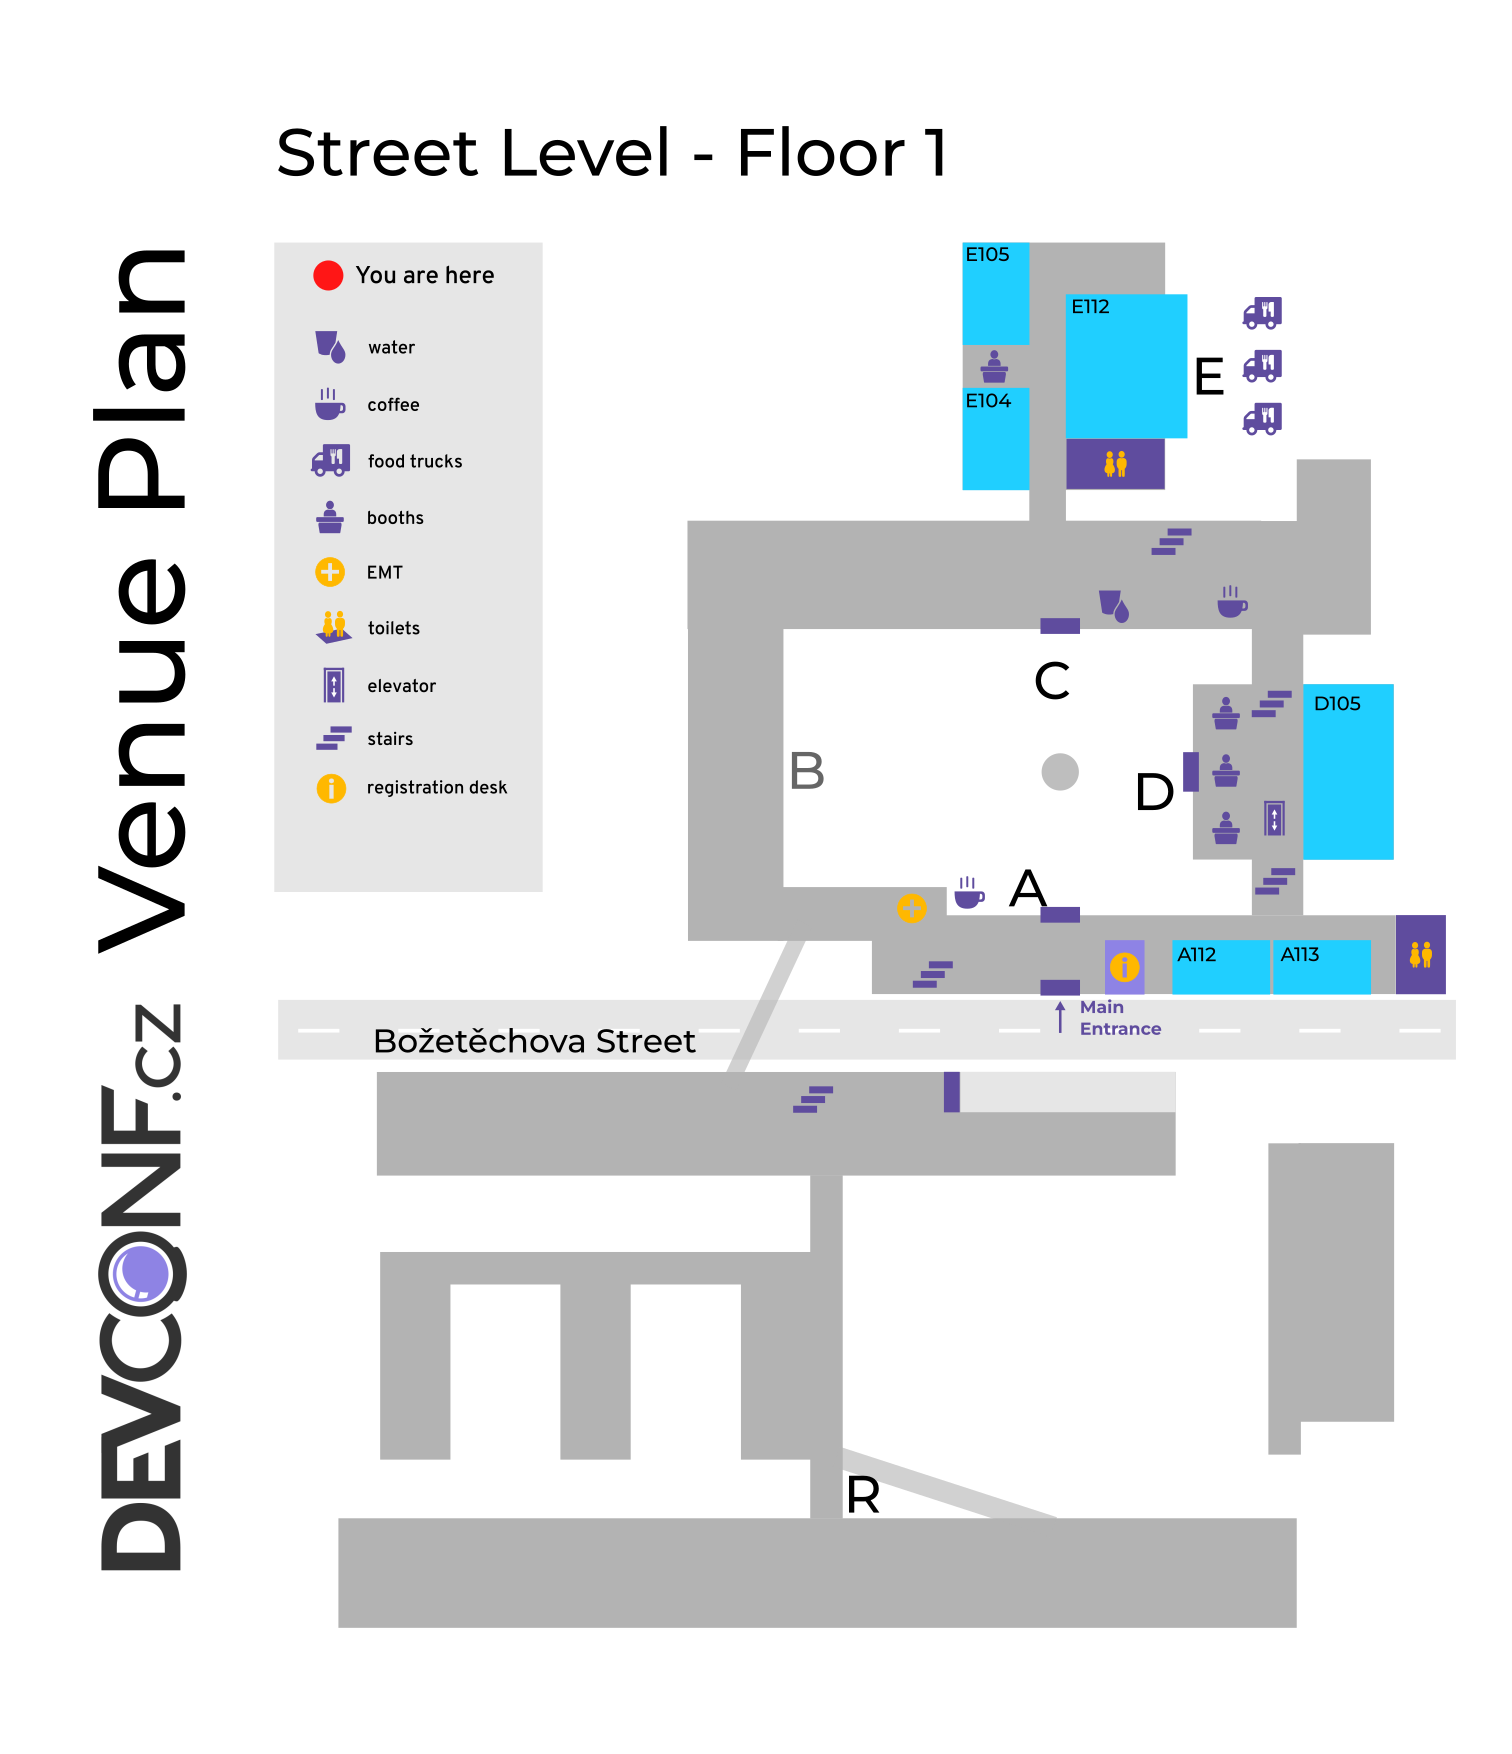 Street Level - Floor 1
Venue Plan
DEVCONF.cz
You are here
water
coffee
food trucks
booths
EMT
toilets
elevator
stairs
registration desk
E105
E112
E
E104
C
D105
B
D
A
A112
A113
Main
Entrance
Božetěchova Street
R